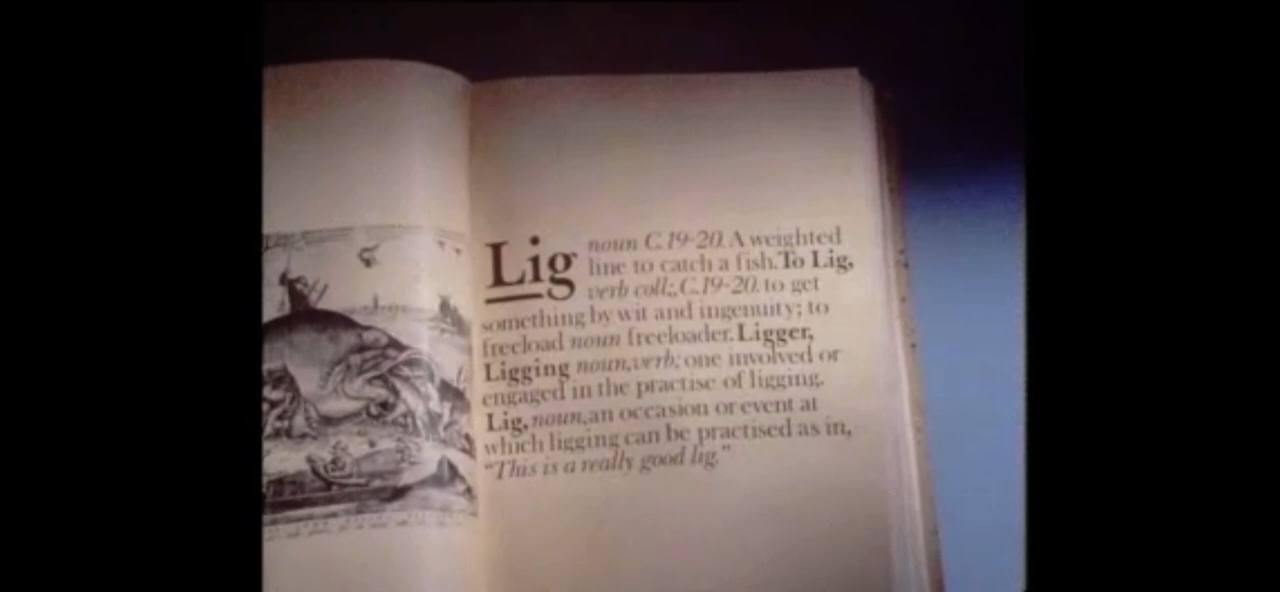 Lig noun C.19-20. A weighted
line to catch a fish. To Lig,
verb coll:, C.19-20. to get
something by wit and ingenuity; to
freeload noun freeloader. Ligger,
Ligging noun, verb: one involved or
engaged in the practise of ligging.
Lig, noun, an occasion or event at
which ligging can be practised as in,
"This is a really good lig."